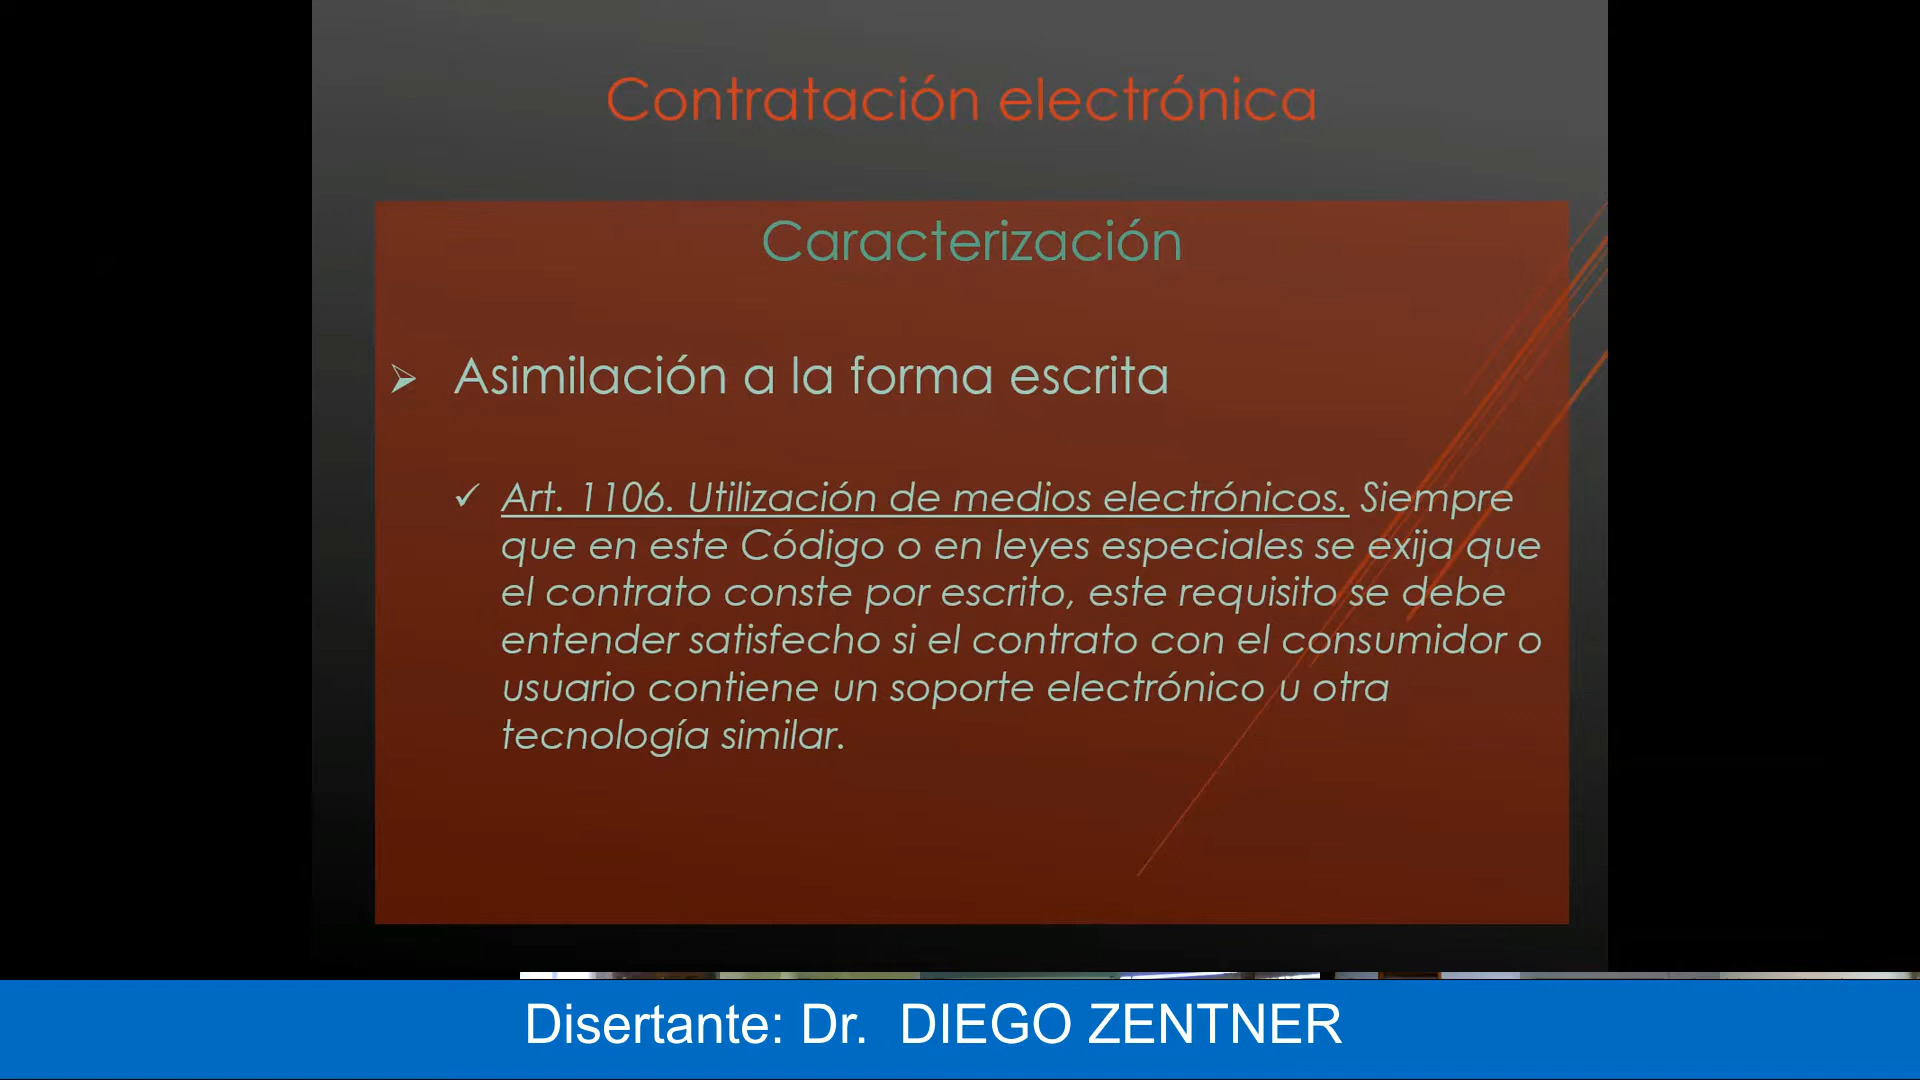 Contratación electrónica
Caracterización
Asimilación a la forma escrita
Art. 1106. Utilización de medios electrónicos. Siempre
que en este Código o en leyes especiales se exija que
el contrato conste por escrito, este requisito se debe
entender satisfecho si el contrato con el consumidor o
usuario contiene un soporte electrónico u otra
tecnología similar.
Disertante: Dr. DIEGO ZENTNER